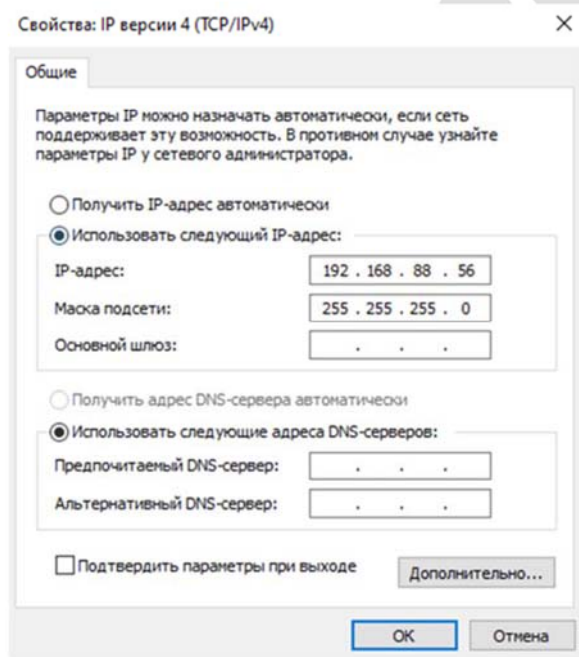 Свойства: IP версии 4 (TCP/IPv4)
Общие
Параметры IP можно назначать автоматически, если сеть
поддерживает эту возможность. В противном случае узнайте
параметры IP у сетевого администратора.
Получить IP-адрес автоматически
Использовать следующий IP-адрес:
IP-адрес: 192 . 168 . 88 . 56
Маска подсети: 255 . 255 . 255 . 0
Основной шлюз: . . .
Получить адрес DNS-сервера автоматически
Использовать следующие адреса DNS-серверов:
Предпочитаемый DNS-сервер: . . .
Альтернативный DNS-сервер: . . .
Подтвердить параметры при выходе Дополнительно...
ОК Отмена